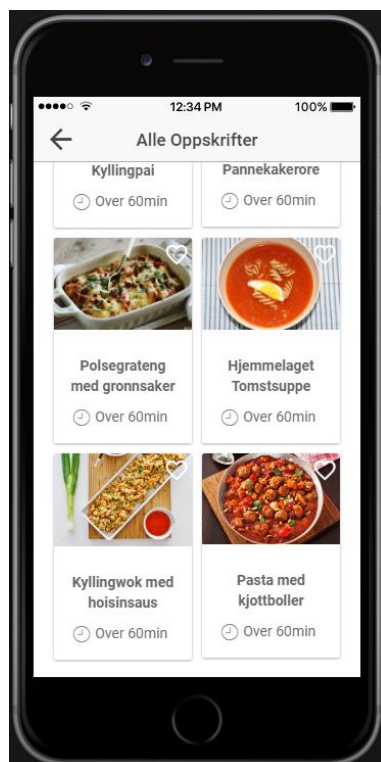 12:34 PM
100%
Alle Oppskrifter
Kyllingpai
Over 60min
Pannekakerore
Over 60min
Polsegrateng
med gronnsaker
Over 60min
Hjemmelaget
Tomstsuppe
Over 60min
Kyllingwok med
hoisinsaus
Over 60min
Pasta med
kjottboller
Over 60min